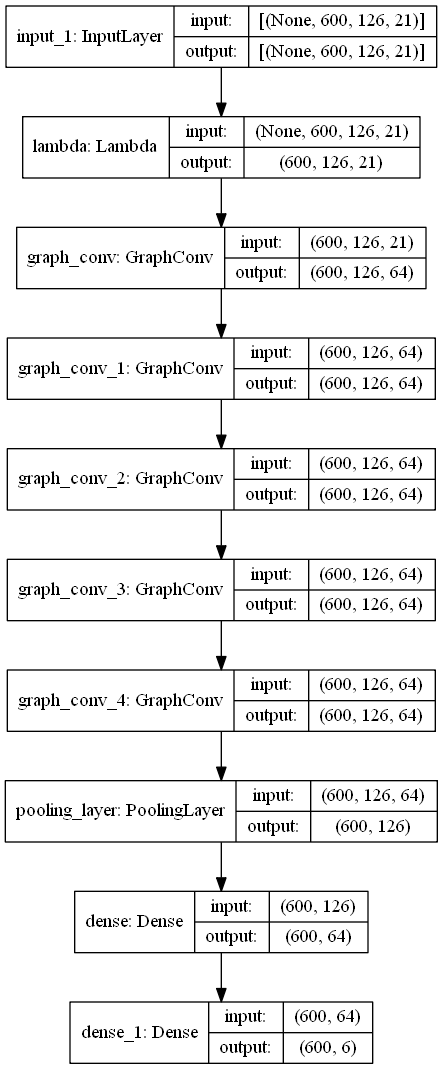 input_1: InputLayer input: [(None, 600, 126, 21)]
output: [(None, 600, 126, 21)]
lambda: Lambda input: (None, 600, 126, 21)
output: (600, 126, 21)
graph_conv: GraphConv input: (600, 126, 21)
output: (600, 126, 64)
graph_conv_1: GraphConv input: (600, 126, 64)
output: (600, 126, 64)
graph_conv_2: GraphConv input: (600, 126, 64)
output: (600, 126, 64)
graph_conv_3: GraphConv input: (600, 126, 64)
output: (600, 126, 64)
graph_conv_4: GraphConv input: (600, 126, 64)
output: (600, 126, 64)
pooling_layer: PoolingLayer input: (600, 126, 64)
output: (600, 126)
dense: Dense input: (600, 126)
output: (600, 64)
dense_1: Dense input: (600, 64)
output: (600, 6)